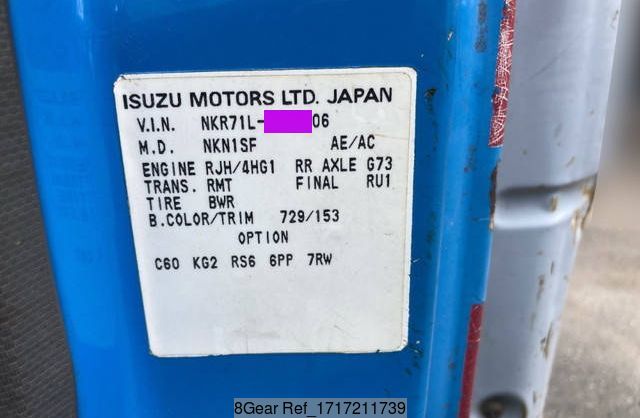 ISUZU MOTORS LTD. JAPAN
V.I.N. NKR71L- 06
M.D. NKN1SF AE/AC
ENGINE RJH/4HG1 RR AXLE G73
TRANS. RMT FINAL RU1
TIRE BWR
B.COLOR/TRIM 729/153
OPTION
C60 KG2 RS6 6PP 7RW
8Gear Ref_1717211739